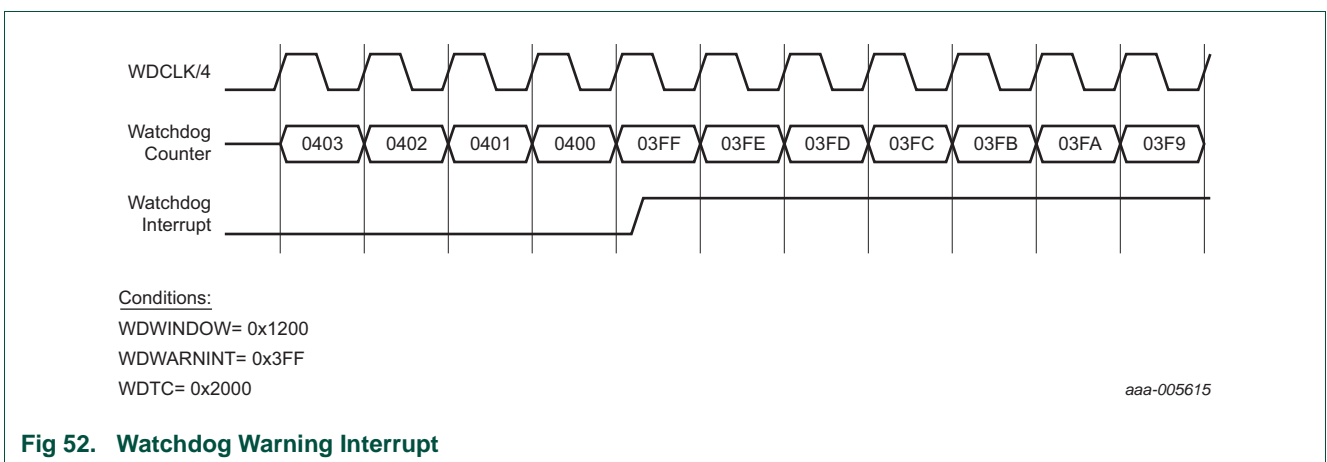 WDCLK/4
Watchdog
Counter
0403 0402 0401 0400 03FF 03FE 03FD 03FC 03FB 03FA 03F9
Watchdog
Interrupt
Conditions:
WDWINDOW= 0x1200
WDWARNINT= 0x3FF
WDTC= 0x2000
aaa-005615
Fig 52. Watchdog Warning Interrupt